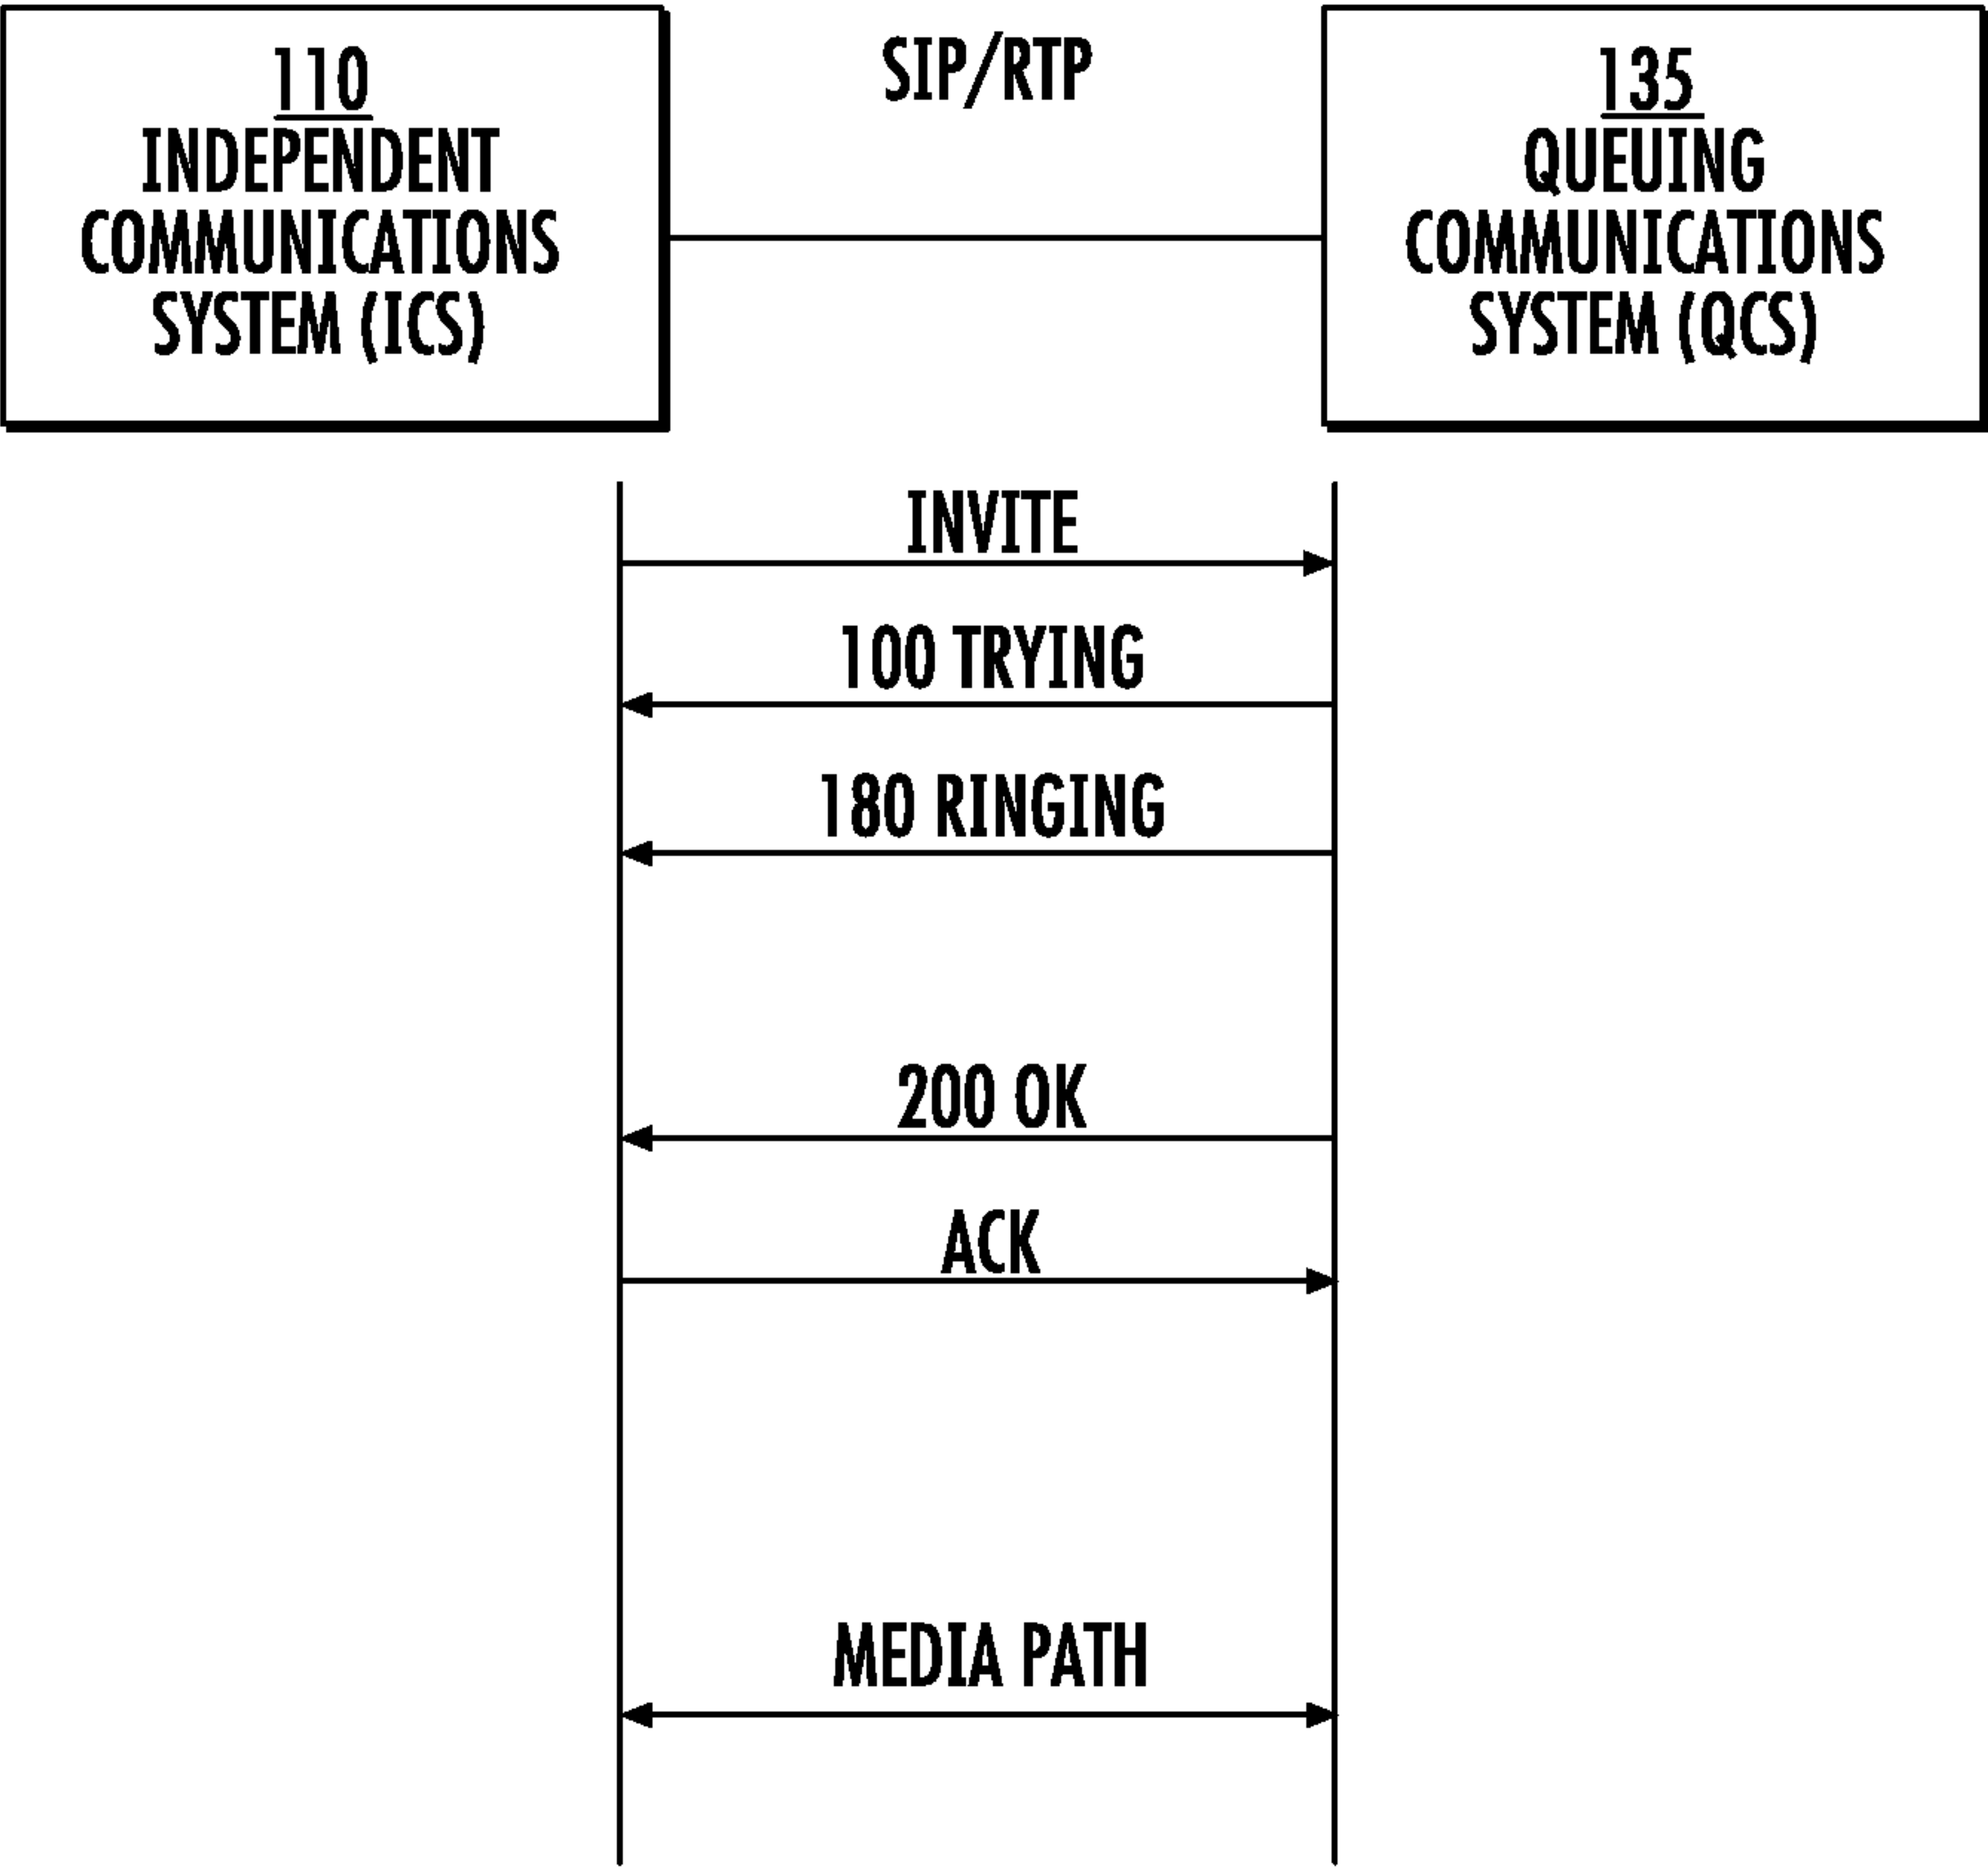 110
INDEPENDENT
COMMUNICATIONS
SYSTEM (ICS)
SIP/RTP
135
QUEUING
COMMUNICATIONS
SYSTEM (QCS)
INVITE
100 TRYING
180 RINGING
200 OK
ACK
MEDIA PATH